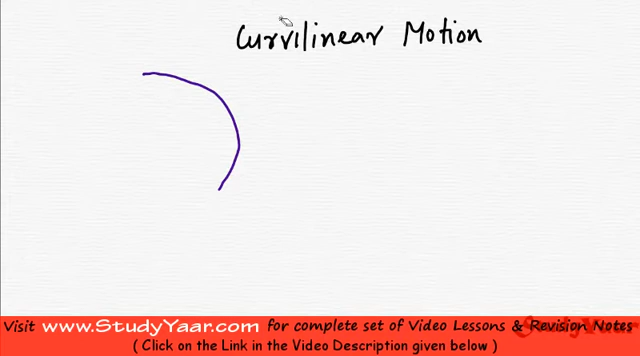 Curvilinear Motion
Visit www.StudyYaar.com for complete set of Video Lessons & Revision Notes
StudyYaar
( Click on the Link in the Video Description given below )